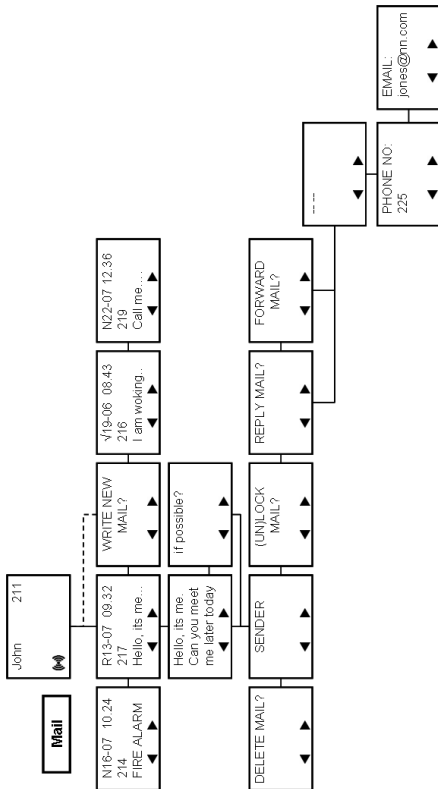 Mail
John 211
N16-07 10.24
214
FIRE ALARM
R13-07 09.32
217
Hello, its me...
WRITE NEW
MAIL?
√19-06 08.43
216
I am woking..
N22-07 12.36
219
Call me....
Hello, its me.
Can you meet
me later today
if possible?
DELETE MAIL?
SENDER
(UN)LOCK
MAIL?
REPLY MAIL?
FORWARD
MAIL?
-- --
PHONE NO:
225
EMAIL:
jones@nn.com